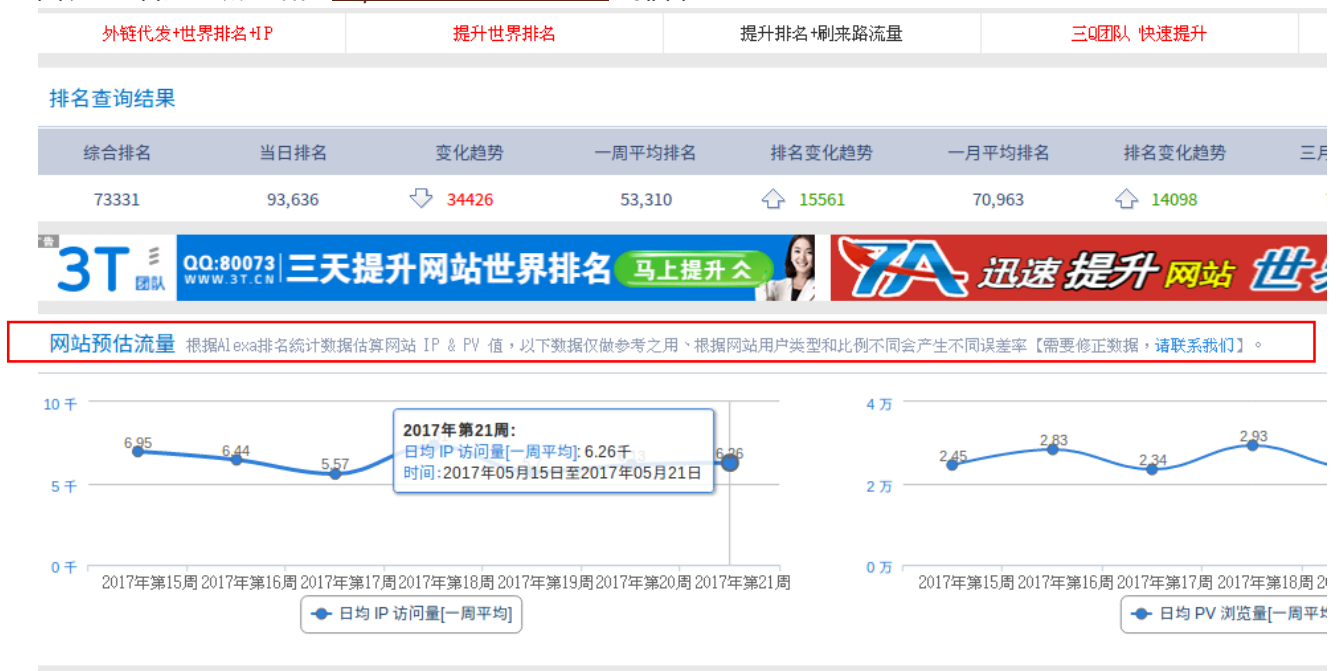 外链代发+世界排名+IP 提升世界排名 提升排名+刷来路流量 三Q团队 快速提升
排名查询结果
综合排名 当日排名 变化趋势 一周平均排名 排名变化趋势 一月平均排名 排名变化趋势 三月
73331 93,636 34426 53,310 15561 70,963 14098
3T 团队 QQ:80073 WWW.3T.CN 三天提升网站世界排名 马上提升 7A 迅速提升网站 世界
网站预估流量 根据Alexa排名统计数据估算网站 IP & PV 值，以下数据仅做参考之用、根据网站用户类型和比例不同会产生不同误差率【需要修正数据，请联系我们】。
10 千 4 万
2017年第21周:
日均 IP 访问量[一周平均]: 6.26千
时间:2017年05月15日至2017年05月21日
6.95 6.44 5.57 6.26 2.45 2.83 2.34 2.93
5 千 2 万
0 千 0 万
2017年第15周 2017年第16周 2017年第17周 2017年第18周 2017年第19周 2017年第20周 2017年第21周 2017年第15周 2017年第16周 2017年第17周 2017年第18周
日均 IP 访问量[一周平均] 日均 PV 浏览量[一周平均